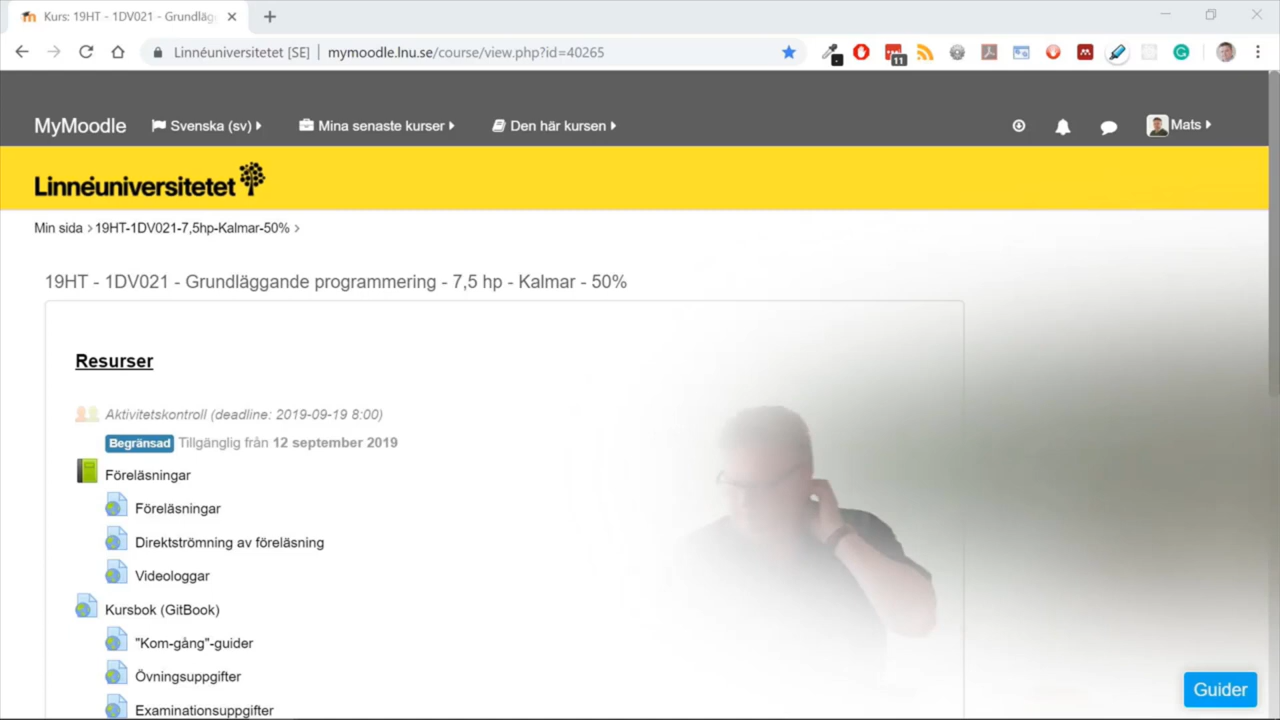 Kurs: 19HT - 1DV021 - Grundläg
Linnéuniversitetet [SE] | mymoodle.lnu.se/course/view.php?id=40265
11
MyMoodle Svenska (sv) Mina senaste kurser Den här kursen Mats
Linnéuniversitetet
Min sida > 19HT-1DV021-7,5hp-Kalmar-50% >
19HT - 1DV021 - Grundläggande programmering - 7,5 hp - Kalmar - 50%
Resurser
Aktivitetskontroll (deadline: 2019-09-19 8:00)
Begränsad Tillgänglig från 12 september 2019
Föreläsningar
Föreläsningar
Direktströmning av föreläsning
Videologgar
Kursbok (GitBook)
"Kom-gång"-guider
Övningsuppgifter
Examinationsuppgifter
Guider